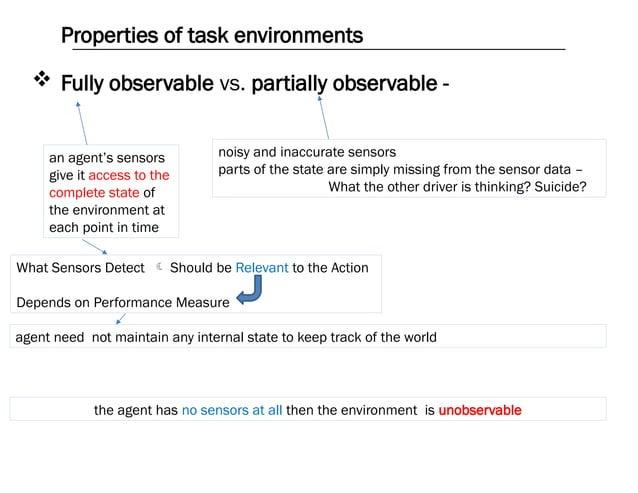 Properties of task environments
❖ Fully observable vs. partially observable -
an agent's sensors
give it access to the
complete state of
the environment at
each point in time
noisy and inaccurate sensors
parts of the state are simply missing from the sensor data –
What the other driver is thinking? Suicide?
What Sensors Detect ☾ Should be Relevant to the Action
Depends on Performance Measure
agent need  not maintain any internal state to keep track of the world
the agent has no sensors at all then the environment  is unobservable